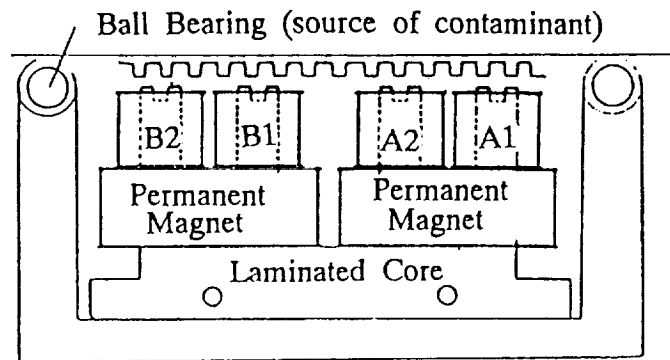 Ball Bearing (source of contaminant)
B2 B1 A2 A1
Permanent Magnet
Permanent Magnet
Laminated Core